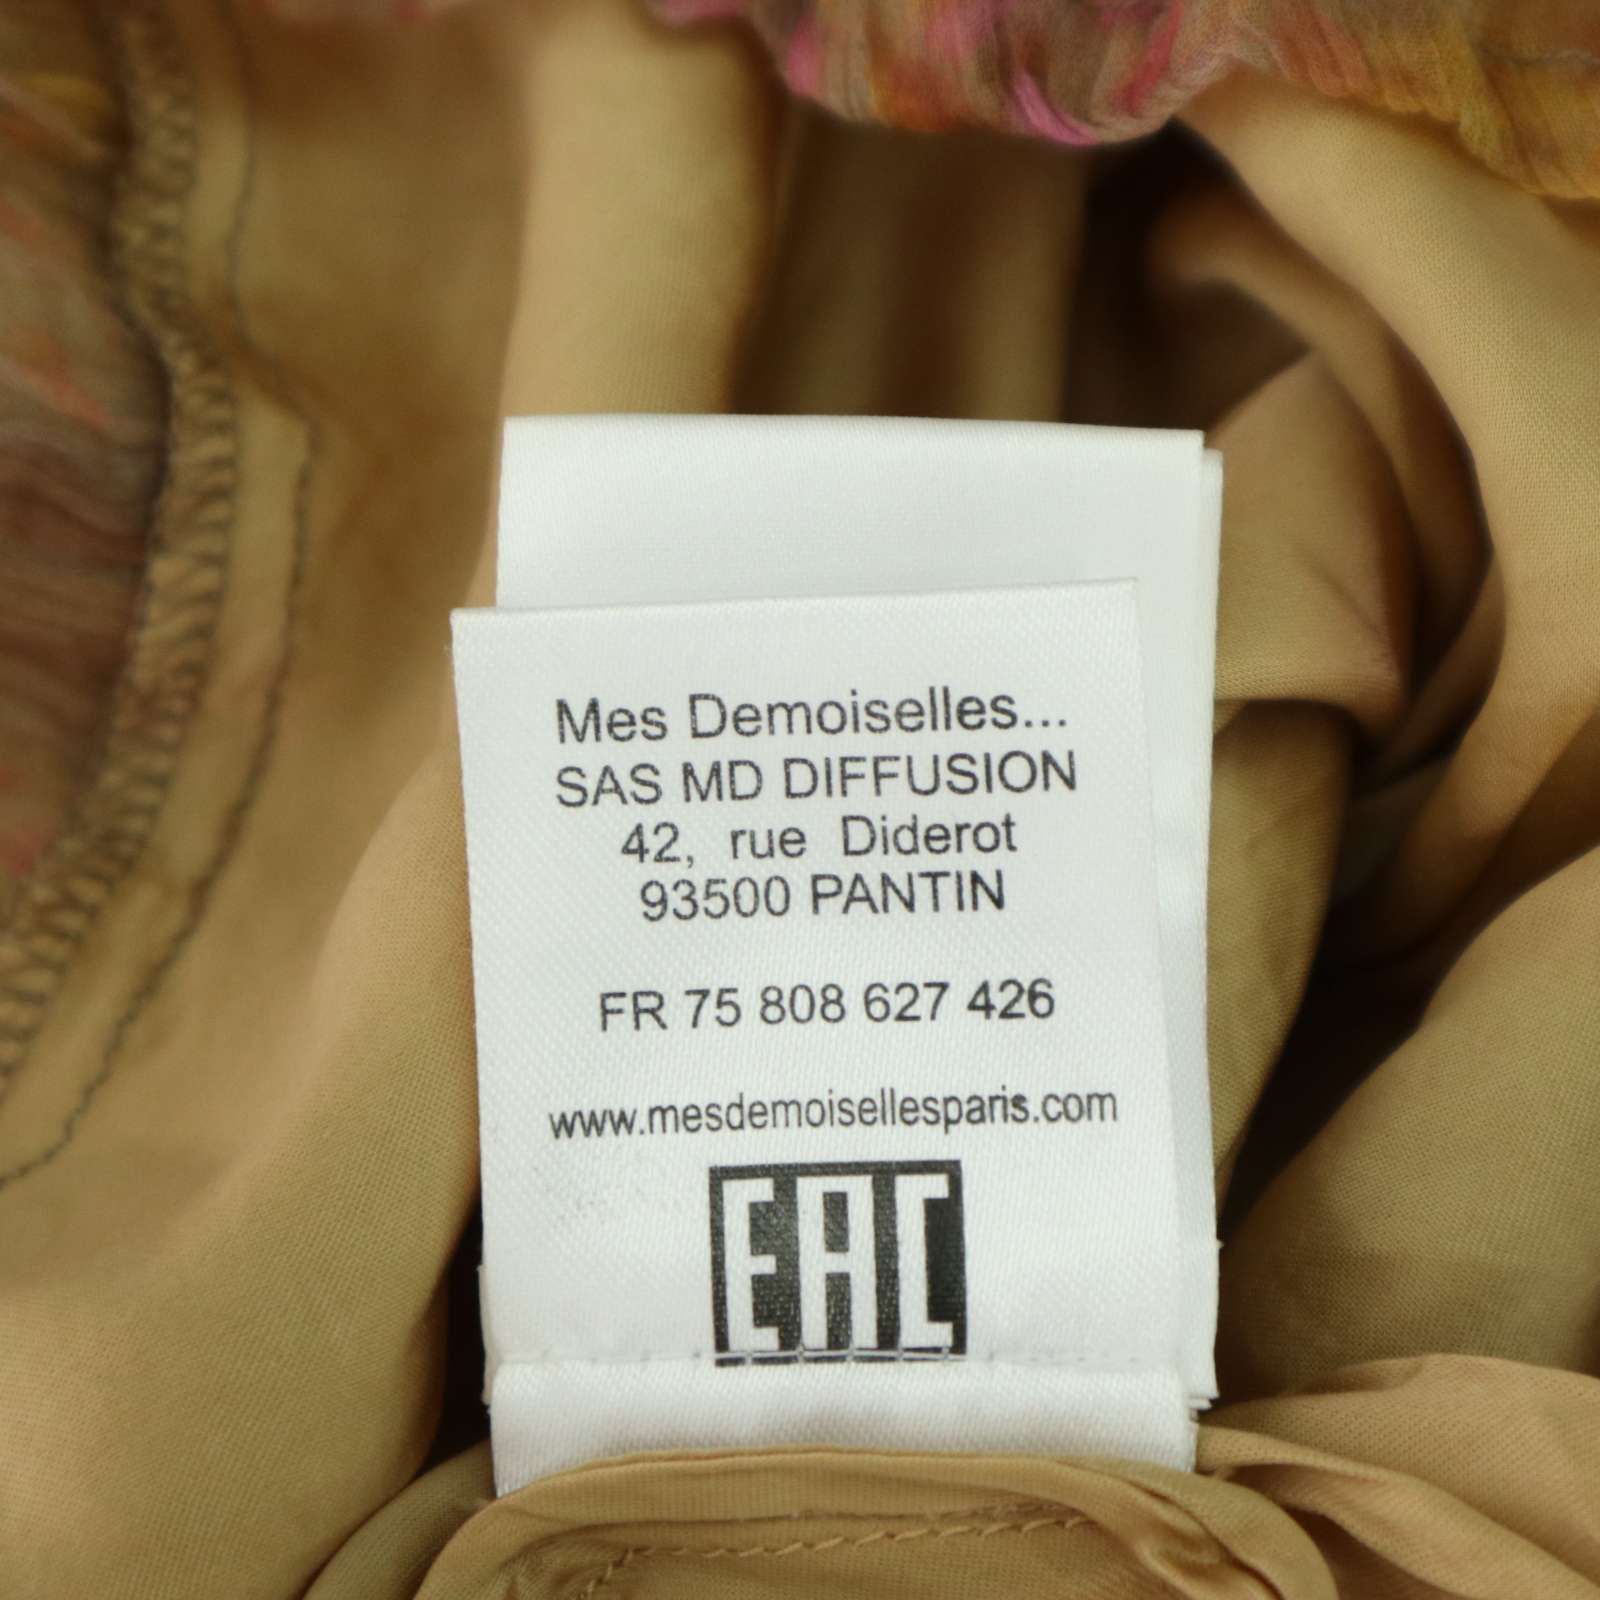 Mes Demoiselles...
SAS MD DIFFUSION
42, rue Diderot
93500 PANTIN
FR 75 808 627 426
www.mesdemoisellesparis.com
EAC